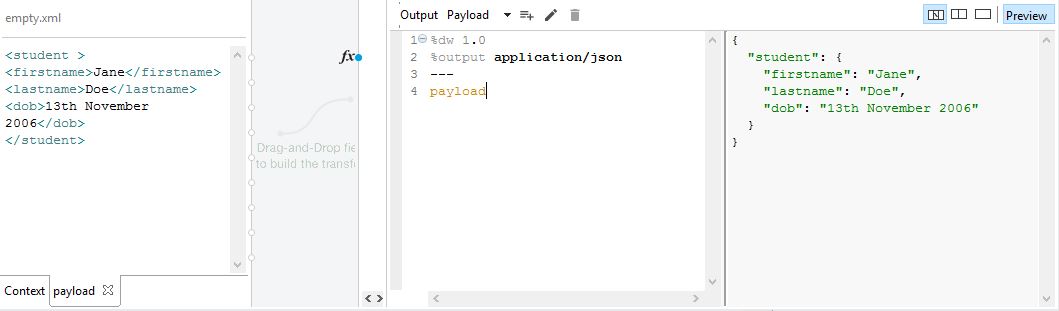 empty.xml
<student >
<firstname>Jane</firstname>
<lastname>Doe</lastname>
<dob>13th November
2006</dob>
</student>
Context payload
fx
Drag-and-Drop fie
to build the transf
Output Payload
Preview
1 %dw 1.0
2 %output application/json
3 ---
4 payload
{
  "student": {
    "firstname": "Jane",
    "lastname": "Doe",
    "dob": "13th November 2006"
  }
}